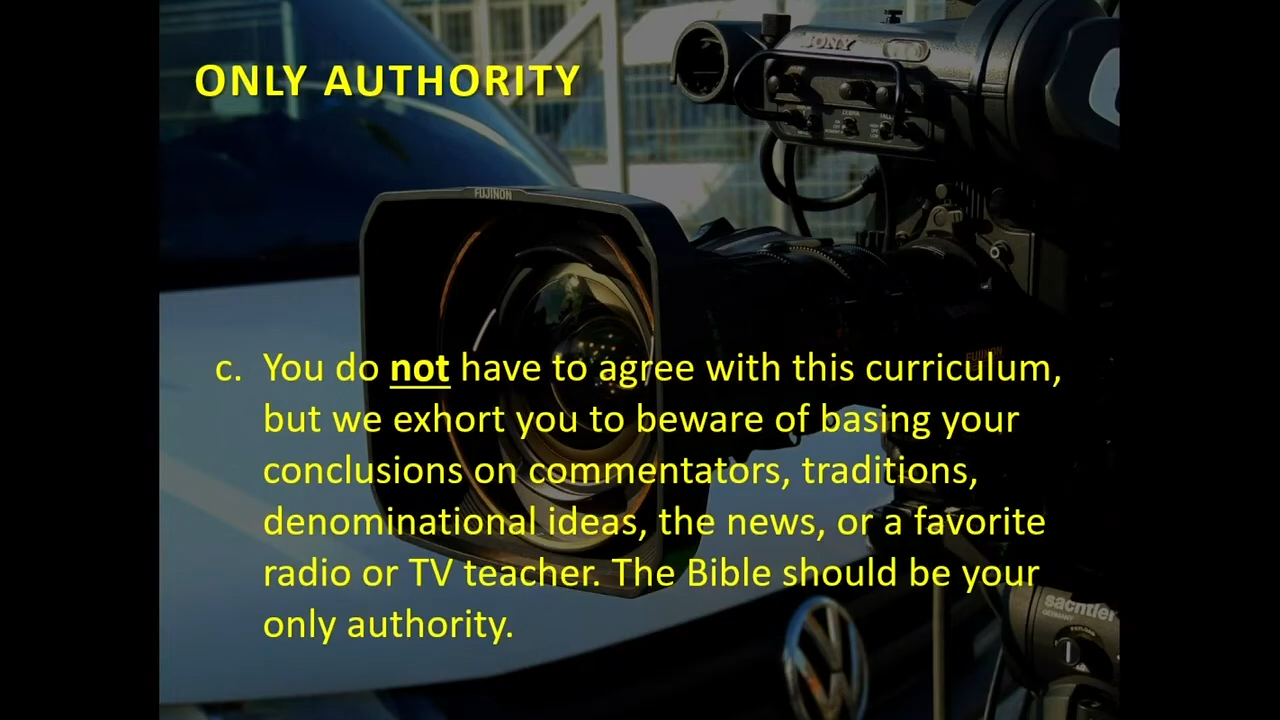 ONLY AUTHORITY
SONY
FUJINON
c. You do not have to agree with this curriculum,
but we exhort you to beware of basing your
conclusions on commentators, traditions,
denominational ideas, the news, or a favorite
radio or TV teacher. The Bible should be your
only authority.
sachtler
GERMANY